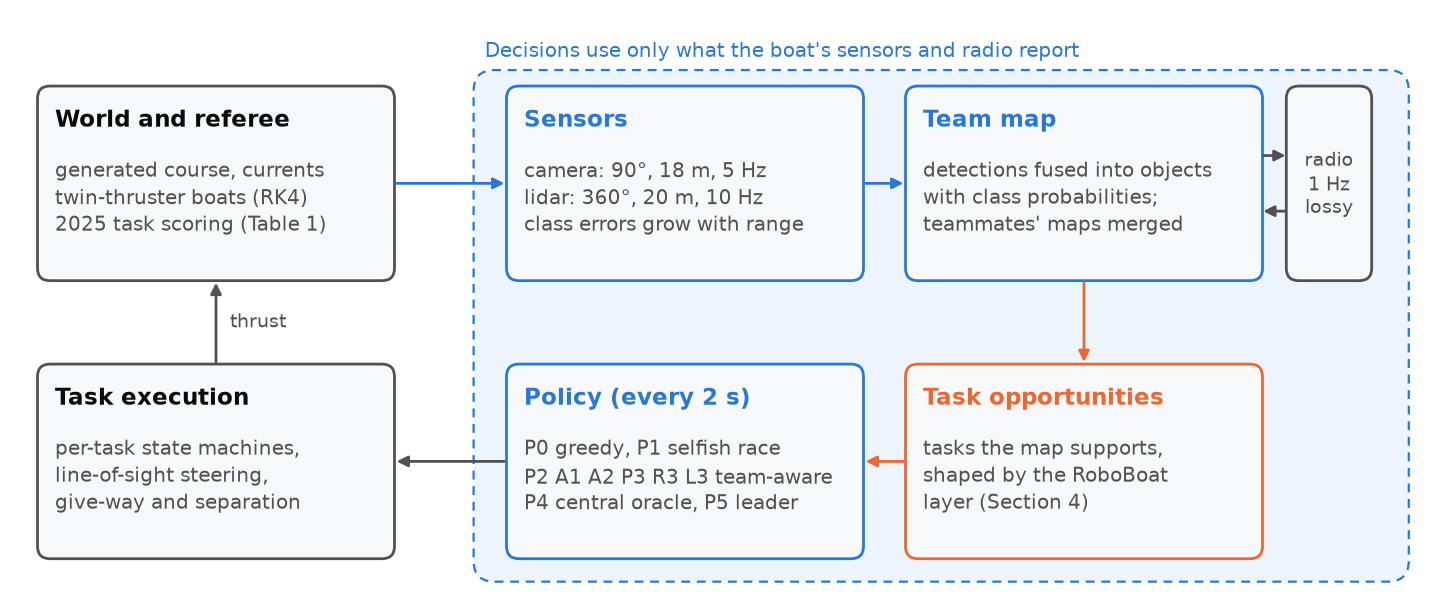 Decisions use only what the boat's sensors and radio report
World and referee
generated course, currents
twin-thruster boats (RK4)
2025 task scoring (Table 1)
Sensors
camera: 90°, 18 m, 5 Hz
lidar: 360°, 20 m, 10 Hz
class errors grow with range
Team map
detections fused into objects
with class probabilities;
teammates' maps merged
radio
1 Hz
lossy
thrust
Task execution
per-task state machines,
line-of-sight steering,
give-way and separation
Policy (every 2 s)
P0 greedy, P1 selfish race
P2 A1 A2 P3 R3 L3 team-aware
P4 central oracle, P5 leader
Task opportunities
tasks the map supports,
shaped by the RoboBoat
layer (Section 4)